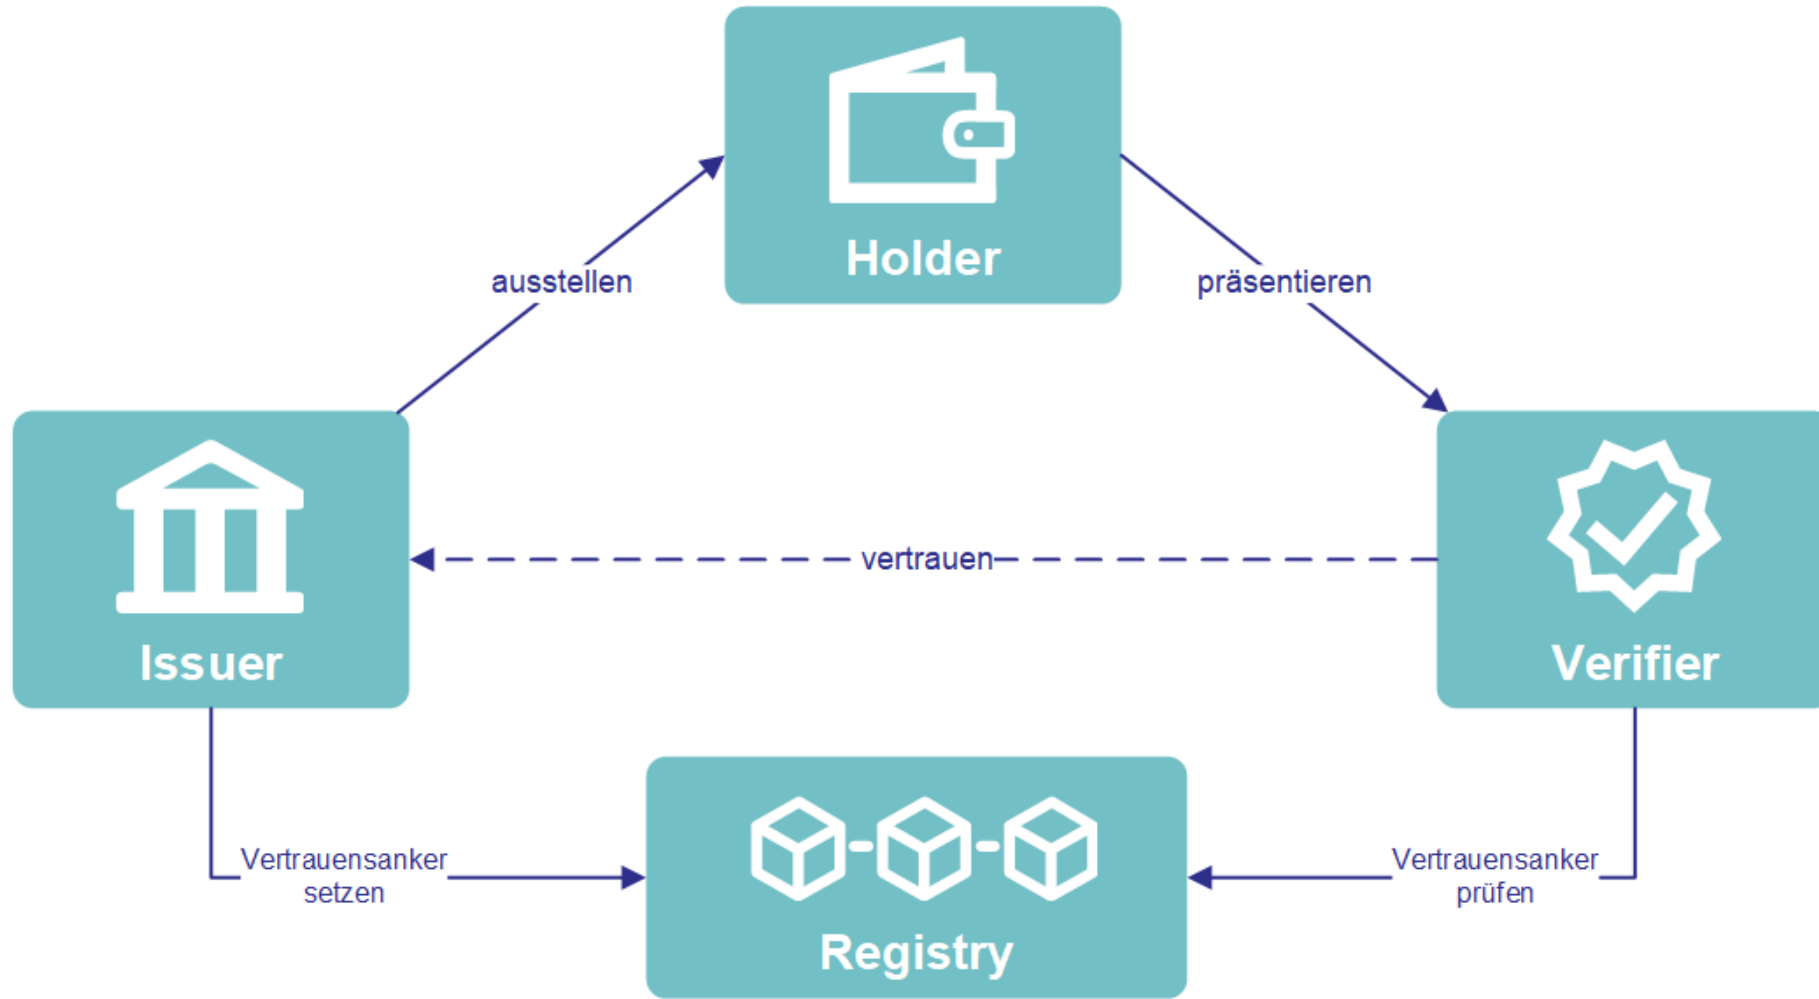 Holder
ausstellen
präsentieren
vertrauen
Issuer
Verifier
Vertrauensanker
setzen
Vertrauensanker
prüfen
Registry